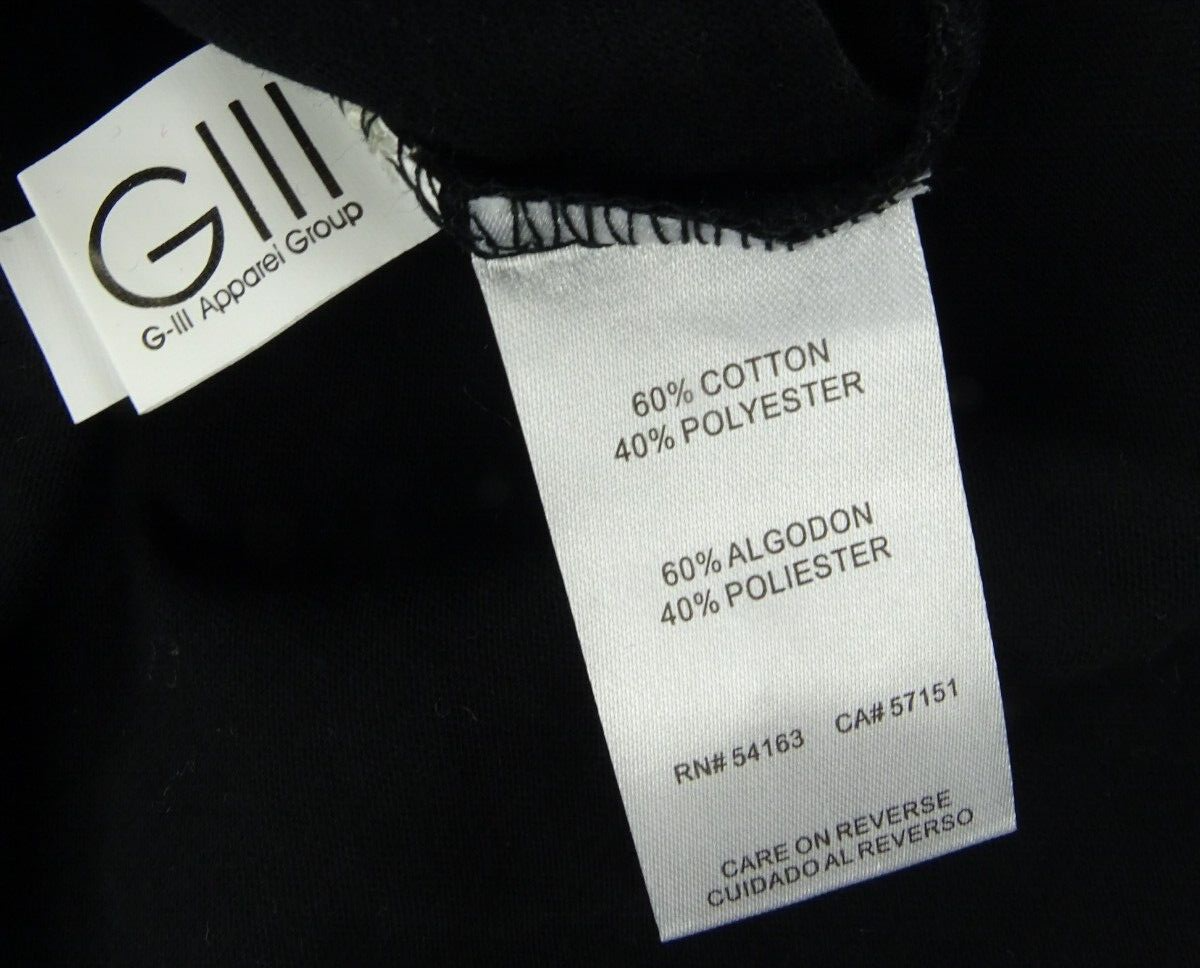 GIII
G-III Apparel Group
60% COTTON
40% POLYESTER
60% ALGODON
40% POLIESTER
RN# 54163 CA# 57151
CARE ON REVERSE
CUIDADO AL REVERSO